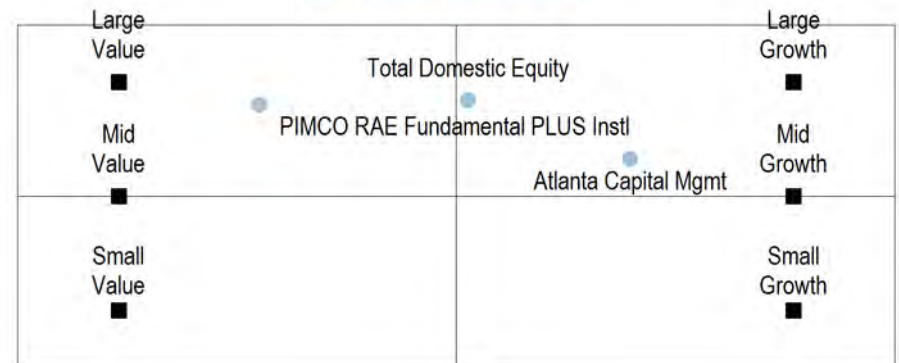 Large
Value
Large
Growth
Total Domestic Equity
PIMCO RAE Fundamental PLUS Instl
Mid
Value
Mid
Growth
Atlanta Capital Mgmt
Small
Value
Small
Growth